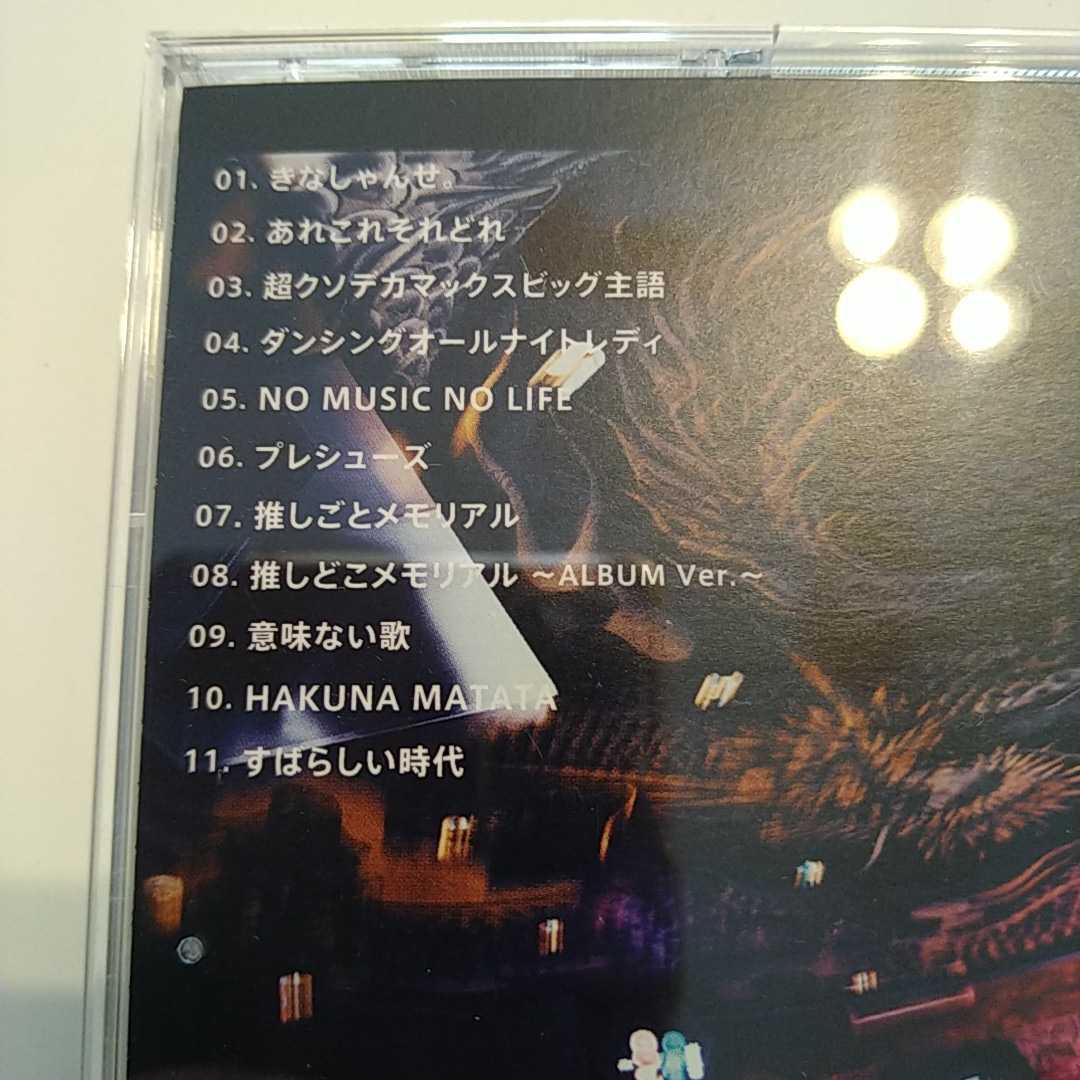 01. きなしゃんせ。
02. あれこれそれどれ
03. 超クソデカマックスビッグ主語
04. ダンシングオールナイトレディ
05. NO MUSIC NO LIFE
06. プレシューズ
07. 推しごとメモリアル
08. 推しどこメモリアル 〜ALBUM Ver.〜
09. 意味ない歌
10. HAKUNA MATATA
11. すばらしい時代